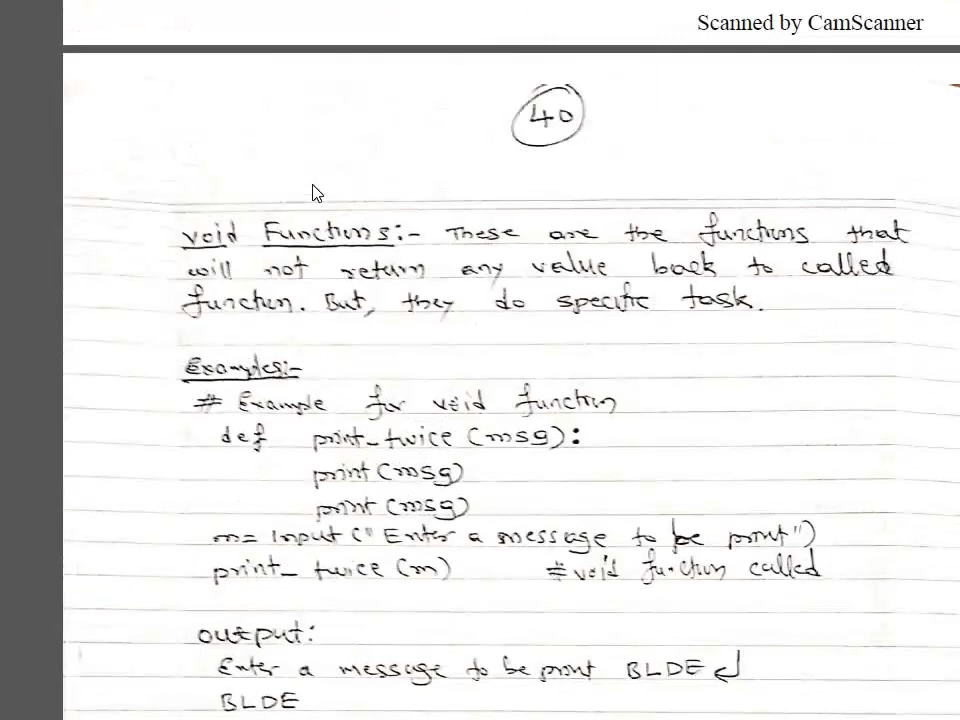 Scanned by CamScanner
40
Void Functions:- These are the functions that
will not return any value back to called
function. But, they do specific task.
Examples:-
# Example for void function
def print_twice (msg):
print (msg)
print (msg)
m= Input (" Enter a message to be print")
print_ twice (m) #void function called
output:
Enter a message to be print BLDE ↵
BLDE